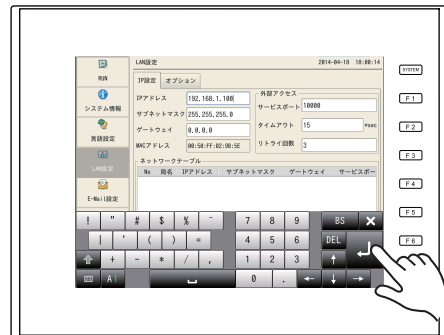 LAN設定 2014-04-18 18:00:14
SYSTEM
RUN
IP設定 オプション
システム情報
IPアドレス 192,168,1,100
外部アクセス
サービスポート 10000
F1
サブネットマスク 255,255,255,0
言語設定
ゲートウェイ 0,0,0,0
タイムアウト 15 *sec
F2
MACアドレス 00:50:FF:02:98:5E
リトライ回数 3
LAN設定
ネットワークテーブル
F3
No 局名 IPアドレス サブネットマスク ゲートウェイ サービスポー
E-Mail設定
F4
! " # $ % ¯ 7 8 9 BS ×
F5
| ' ( ) = 4 5 6 DEL
F6
+ - * / , 1 2 3 ↑
A 0 . ← ↓ →